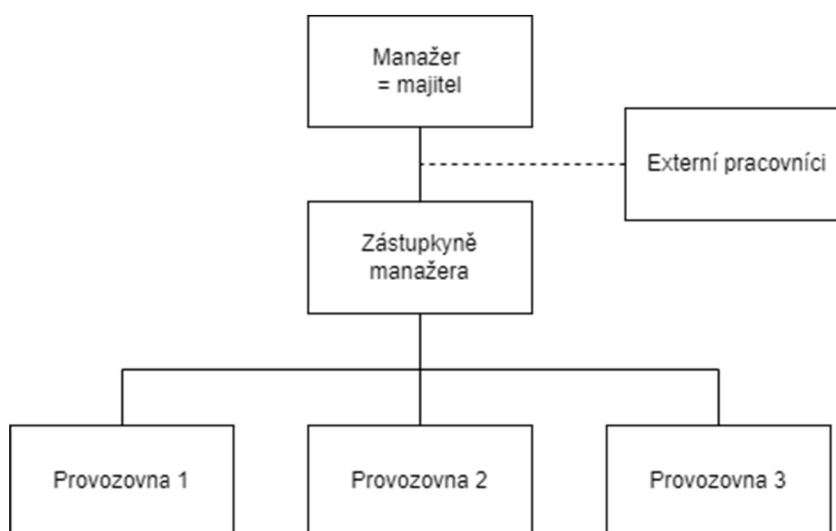 Manažer
= majitel
Externí pracovníci
Zástupkyně
manažera
Provozovna 1
Provozovna 2
Provozovna 3